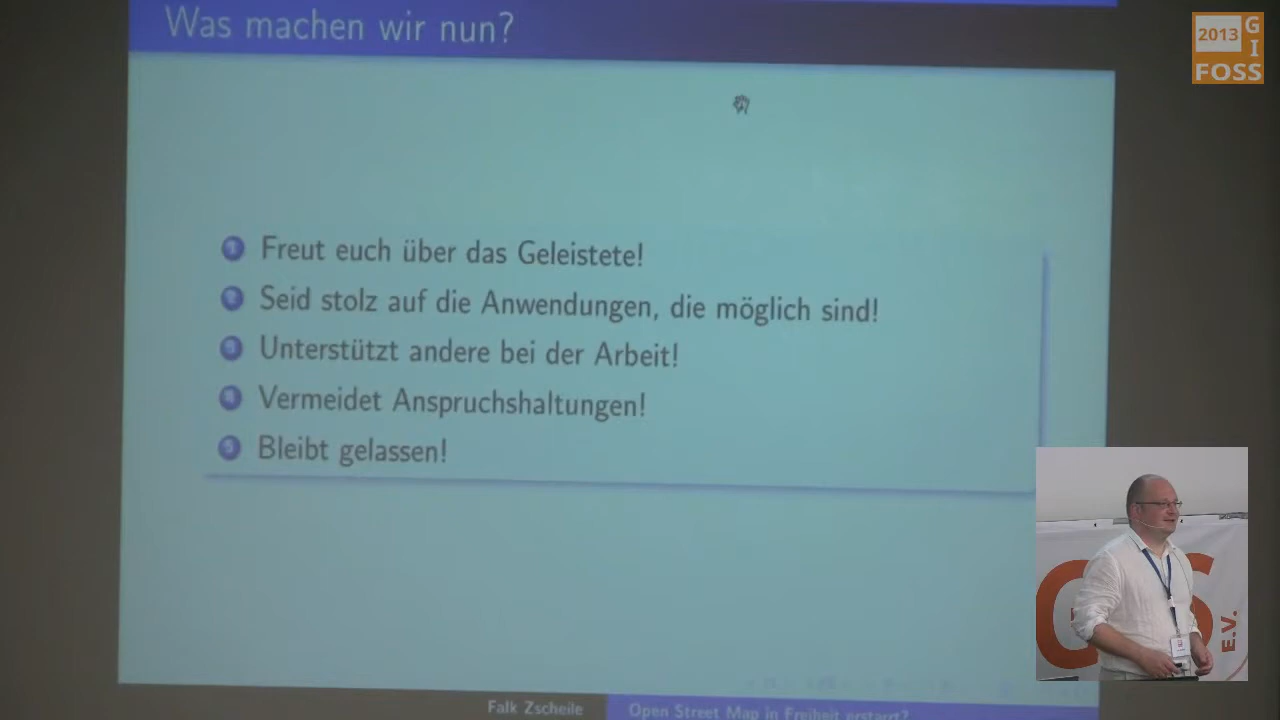 Was machen wir nun?
2013
G
I
FOSS
1 Freut euch über das Geleistete!
2 Seid stolz auf die Anwendungen, die möglich sind!
3 Unterstützt andere bei der Arbeit!
4 Vermeidet Anspruchshaltungen!
5 Bleibt gelassen!
E.V.
Falk Zscheile
Open Street Map in Freiheit erstarrt?